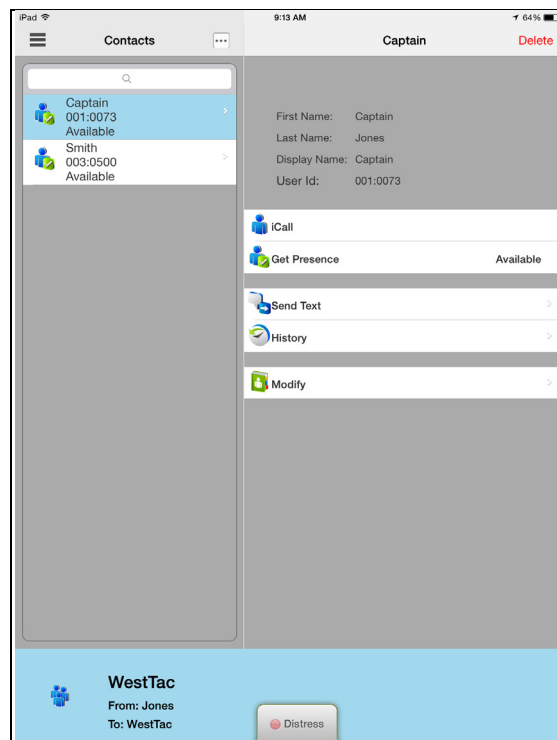 iPad 9:13 AM 64%
Contacts
Captain
001:0073
Available
Smith
003:0500
Available
Captain Delete
First Name: Captain
Last Name: Jones
Display Name: Captain
User Id: 001:0073
iCall
Get Presence Available
Send Text
History
Modify
WestTac
From: Jones
To: WestTac
Distress